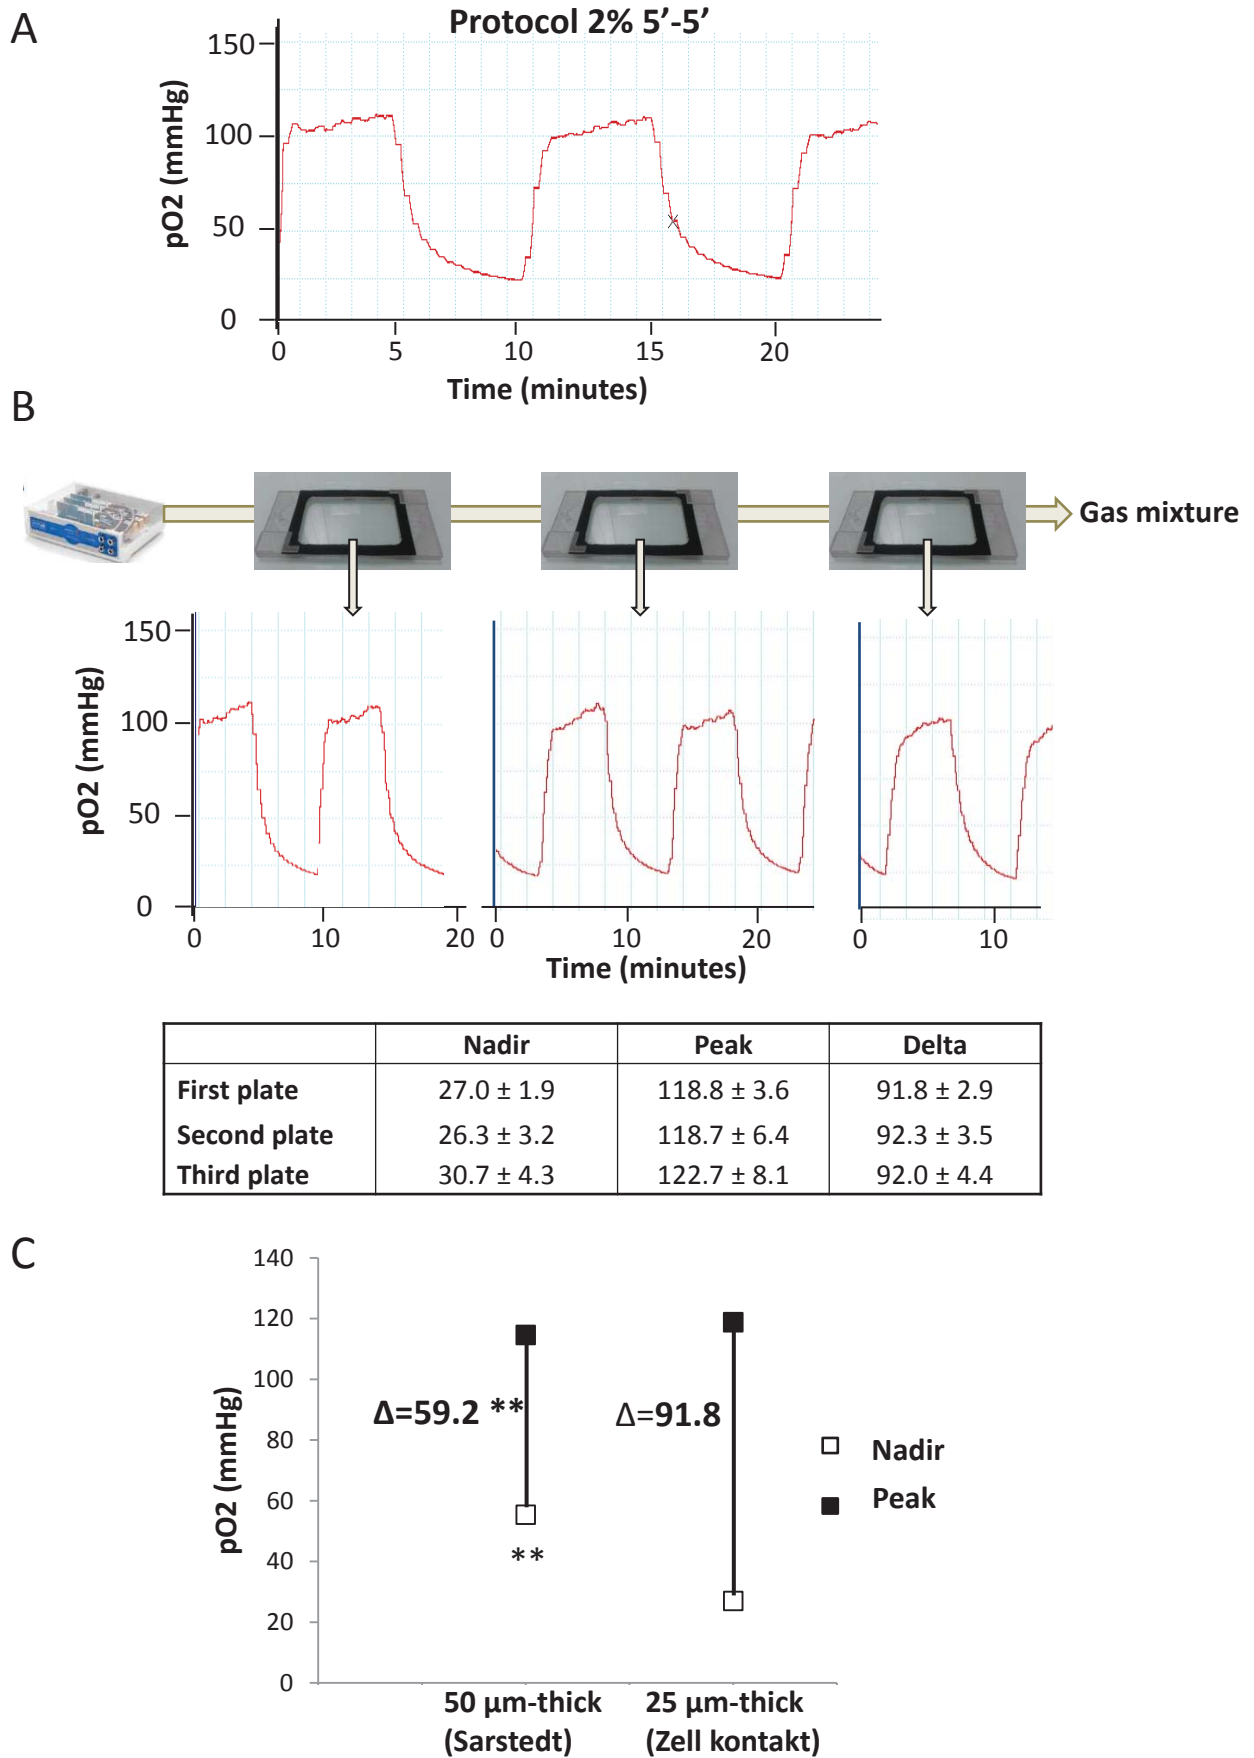 A
Protocol 2% 5’-5’
150
100
50
0
pO2 (mmHg)
0 5 10 15 20
Time (minutes)
B
Gas mixture
150
100
50
0
pO2 (mmHg)
0 10 20 0 10 20 0 10
Time (minutes)
Nadir Peak Delta
First plate 27.0 ± 1.9 118.8 ± 3.6 91.8 ± 2.9
Second plate 26.3 ± 3.2 118.7 ± 6.4 92.3 ± 3.5
Third plate 30.7 ± 4.3 122.7 ± 8.1 92.0 ± 4.4
C
140
120
100
80
60
40
20
0
pO2 (mmHg)
Δ=59.2 ** Δ=91.8
**
Nadir
Peak
50 µm-thick 25 µm-thick
(Sarstedt) (Zell kontakt)